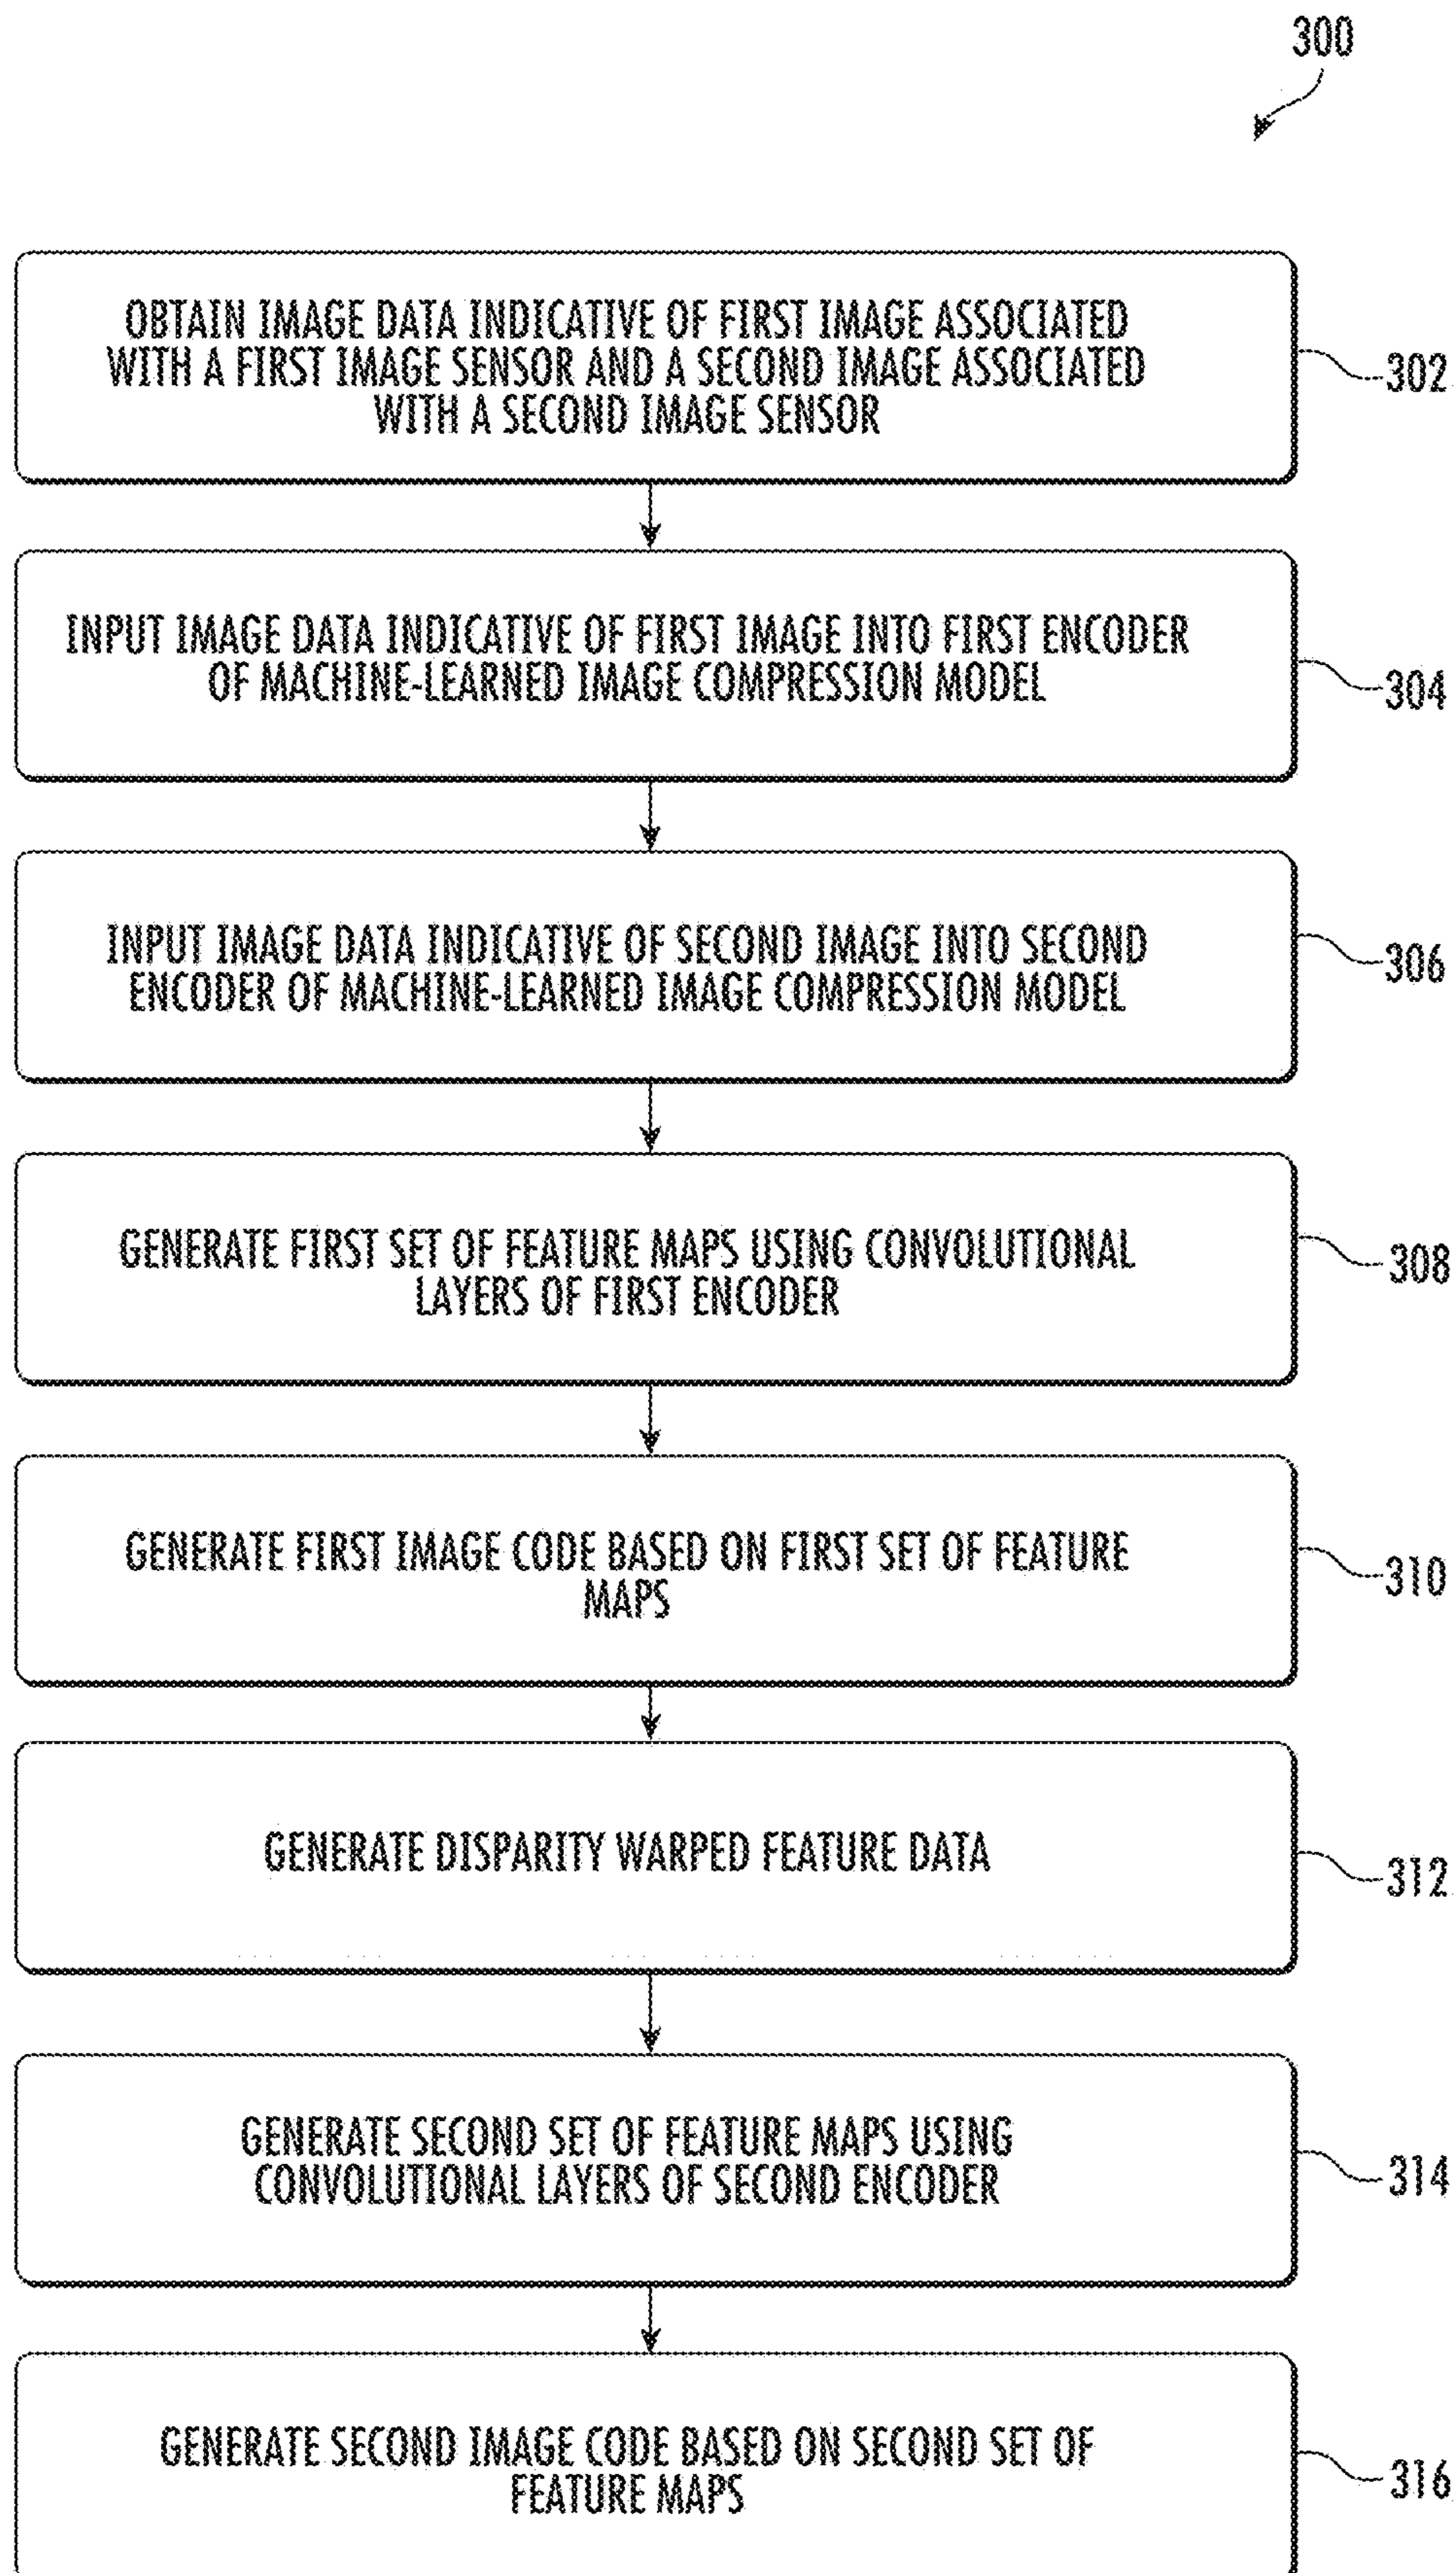 300
OBTAIN IMAGE DATA INDICATIVE OF FIRST IMAGE ASSOCIATED
WITH A FIRST IMAGE SENSOR AND A SECOND IMAGE ASSOCIATED
WITH A SECOND IMAGE SENSOR
302
INPUT IMAGE DATA INDICATIVE OF FIRST IMAGE INTO FIRST ENCODER
OF MACHINE-LEARNED IMAGE COMPRESSION MODEL
304
INPUT IMAGE DATA INDICATIVE OF SECOND IMAGE INTO SECOND
ENCODER OF MACHINE-LEARNED IMAGE COMPRESSION MODEL
306
GENERATE FIRST SET OF FEATURE MAPS USING CONVOLUTIONAL
LAYERS OF FIRST ENCODER
308
GENERATE FIRST IMAGE CODE BASED ON FIRST SET OF FEATURE
MAPS
310
GENERATE DISPARITY WARPED FEATURE DATA
312
GENERATE SECOND SET OF FEATURE MAPS USING
CONVOLUTIONAL LAYERS OF SECOND ENCODER
314
GENERATE SECOND IMAGE CODE BASED ON SECOND SET OF
FEATURE MAPS
316